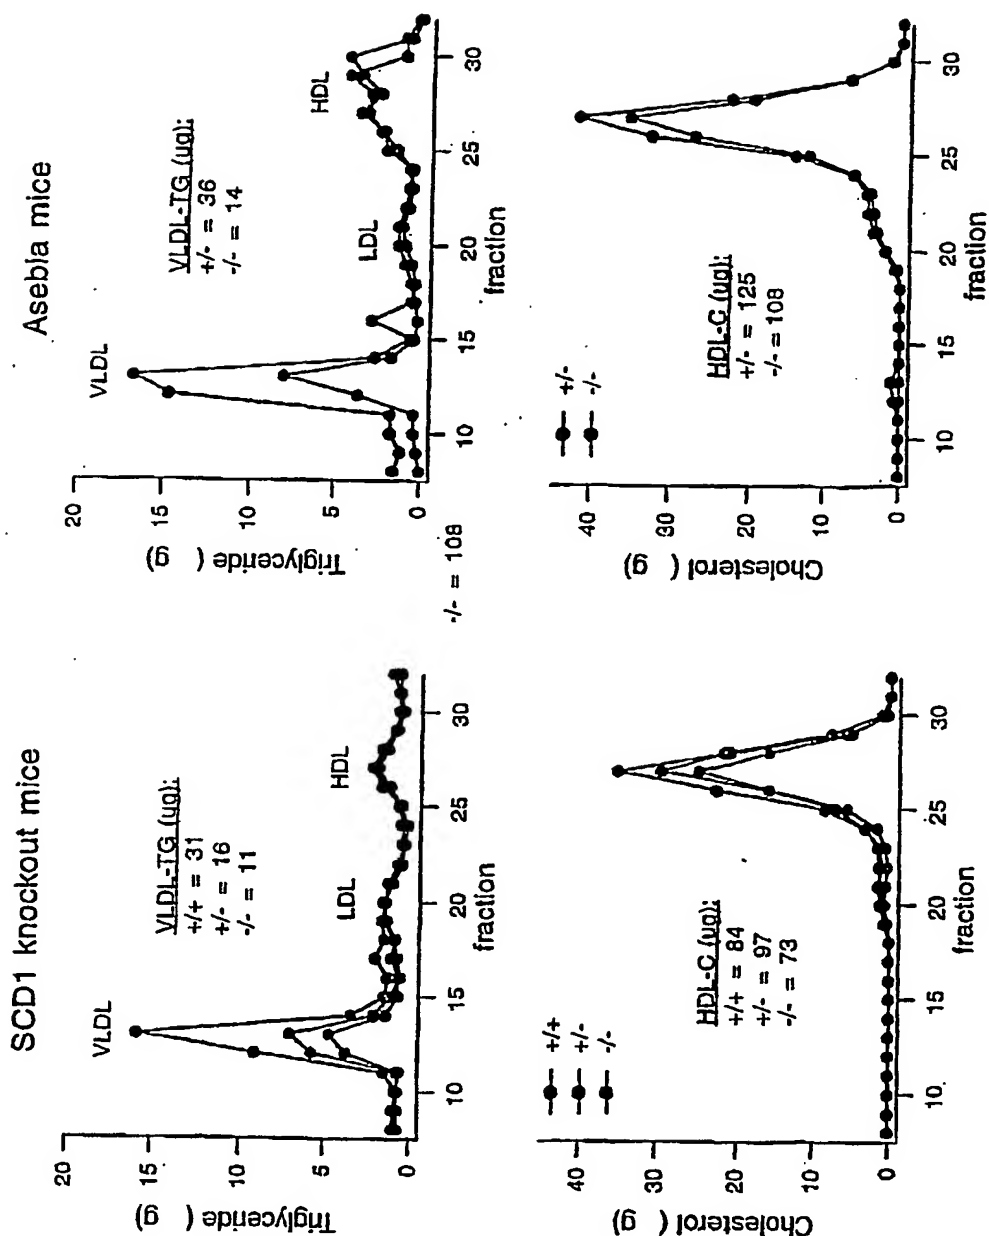 SCD1 knockout mice
20
15
10
5
0
Triglyceride ( g)
VLDL
VLDL-TG (ug):
+/+ = 31
+/- = 16
-/- = 11
LDL
HDL
10
15
20
25
30
fraction
Asebia mice
20
15
10
5
0
Triglyceride ( g)
VLDL
VLDL-TG (ug):
+/- = 36
-/- = 14
LDL
HDL
10
15
20
25
30
fraction
-/- = 108
40
30
20
10
0
Cholesterol ( g)
+/+
+/-
-/-
HDL-C (ug):
+/+ = 84
+/- = 97
-/- = 73
10
15
20
25
30
fraction
40
30
20
10
0
Cholesterol ( g)
+/-
-/-
HDL-C (ug):
+/- = 125
-/- = 108
10
15
20
25
30
fraction